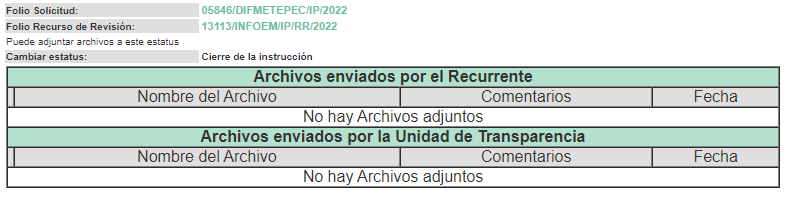 Folio Solicitud: 05846/DIFMETEPEC/IP/2022
Folio Recurso de Revisión: 13113/INFOEM/IP/RR/2022
Puede adjuntar archivos a este estatus
Cambiar estatus: Cierre de la instrucción
Archivos enviados por el Recurrente
Nombre del Archivo Comentarios Fecha
No hay Archivos adjuntos
Archivos enviados por la Unidad de Transparencia
Nombre del Archivo Comentarios Fecha
No hay Archivos adjuntos